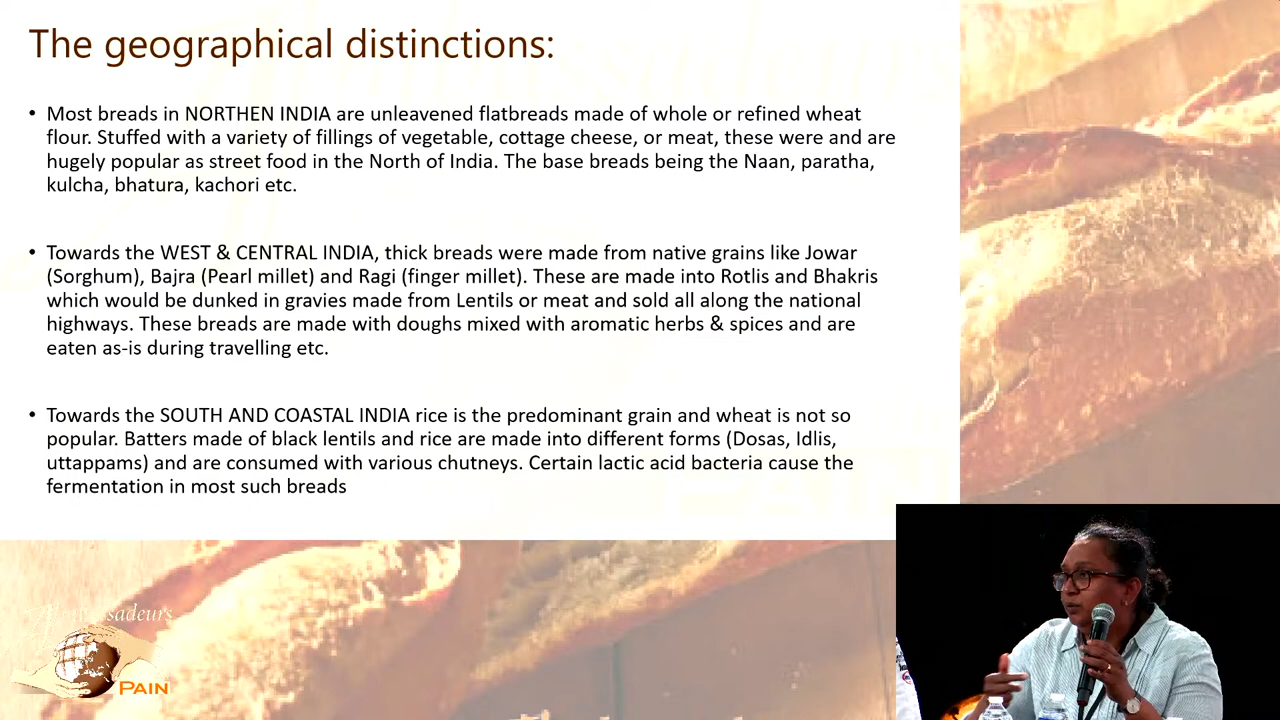 The geographical distinctions:
• Most breads in NORTHEN INDIA are unleavened flatbreads made of whole or refined wheat
flour. Stuffed with a variety of fillings of vegetable, cottage cheese, or meat, these were and are
hugely popular as street food in the North of India. The base breads being the Naan, paratha,
kulcha, bhatura, kachori etc.
• Towards the WEST & CENTRAL INDIA, thick breads were made from native grains like Jowar
(Sorghum), Bajra (Pearl millet) and Ragi (finger millet). These are made into Rotlis and Bhakris
which would be dunked in gravies made from Lentils or meat and sold all along the national
highways. These breads are made with doughs mixed with aromatic herbs & spices and are
eaten as-is during travelling etc.
• Towards the SOUTH AND COASTAL INDIA rice is the predominant grain and wheat is not so
popular. Batters made of black lentils and rice are made into different forms (Dosas, Idlis,
uttappams) and are consumed with various chutneys. Certain lactic acid bacteria cause the
fermentation in most such breads
Ambassadeurs
PAIN